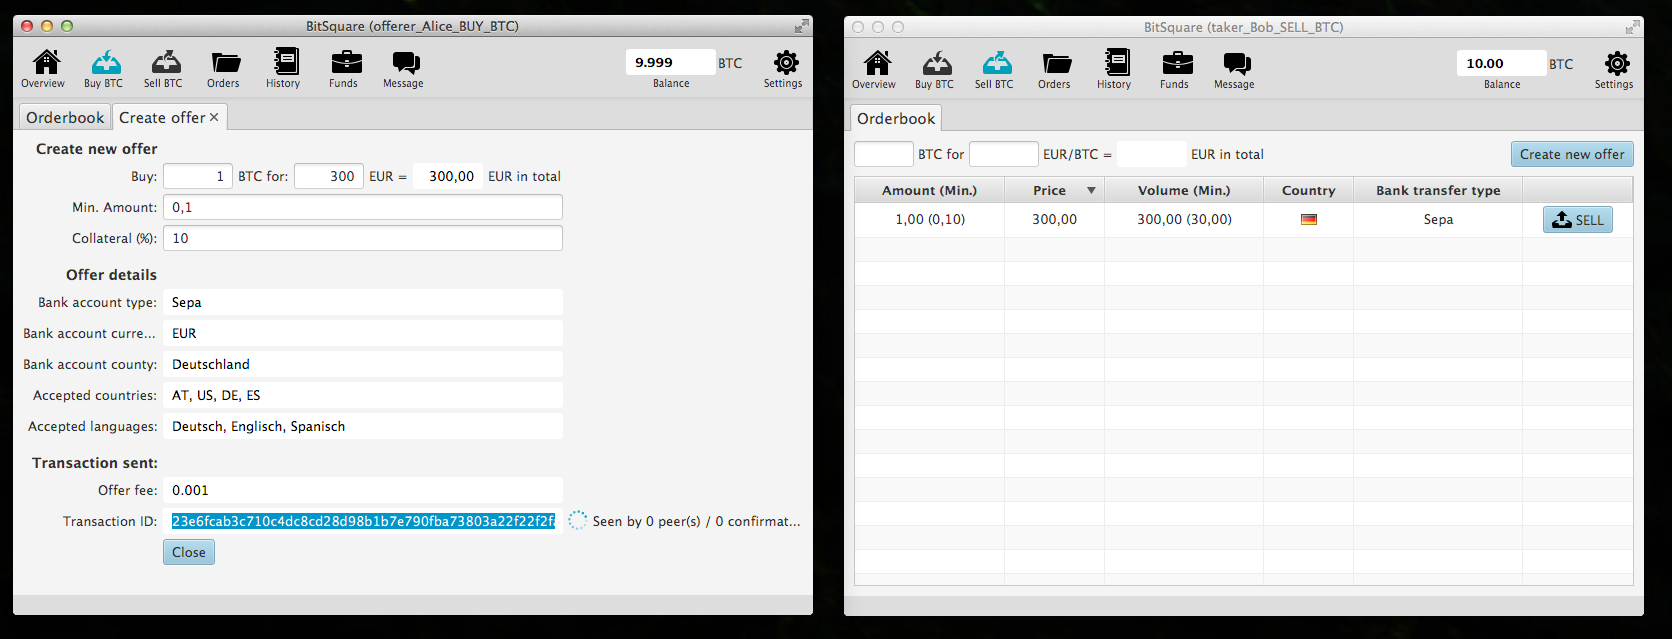 BitSquare (offerer_Alice_BUY_BTC)
Overview Buy BTC Sell BTC Orders History Funds Message 9.999 BTC Balance Settings
Orderbook Create offer ×
Create new offer
Buy: 1 BTC for: 300 EUR = 300,00 EUR in total
Min. Amount: 0,1
Collateral (%): 10
Offer details
Bank account type: Sepa
Bank account curre... EUR
Bank account county: Deutschland
Accepted countries: AT, US, DE, ES
Accepted languages: Deutsch, Englisch, Spanisch
Transaction sent:
Offer fee: 0.001
Transaction ID: 23e6fcab3c710c4dc8cd28d98b1b7e790fba73803a22f22f2f Seen by 0 peer(s) / 0 confirmat...
Close
BitSquare (taker_Bob_SELL_BTC)
Overview Buy BTC Sell BTC Orders History Funds Message 10.00 BTC Balance Settings
Orderbook
BTC for EUR/BTC = EUR in total Create new offer
Amount (Min.) Price Volume (Min.) Country Bank transfer type
1,00 (0,10) 300,00 300,00 (30,00) Sepa SELL